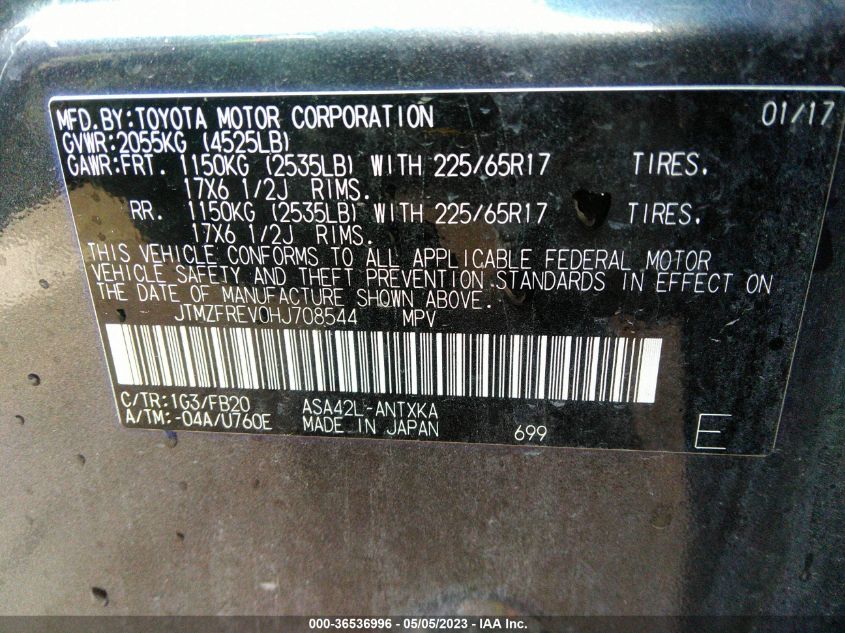 MFD.BY:TOYOTA MOTOR CORPORATION 01/17
GVWR:2055KG (4525LB)
GAWR:FRT. 1150KG (2535LB) WITH 225/65R17 TIRES.
17X6 1/2J RIMS.
RR. 1150KG (2535LB) WITH 225/65R17 TIRES.
17X6 1/2J RIMS.
THIS VEHICLE CONFORMS TO ALL APPLICABLE FEDERAL MOTOR
VEHICLE SAFETY AND THEFT PREVENTION STANDARDS IN EFFECT ON
THE DATE OF MANUFACTURE SHOWN ABOVE.
JTMZFREV0HJ708544 MPV
C/TR:1G3/FB20 ASA42L-ANTXKA
A/TM:-04A/U760E MADE IN JAPAN 699 E
000-36536996 - 05/05/2023 - IAA Inc.